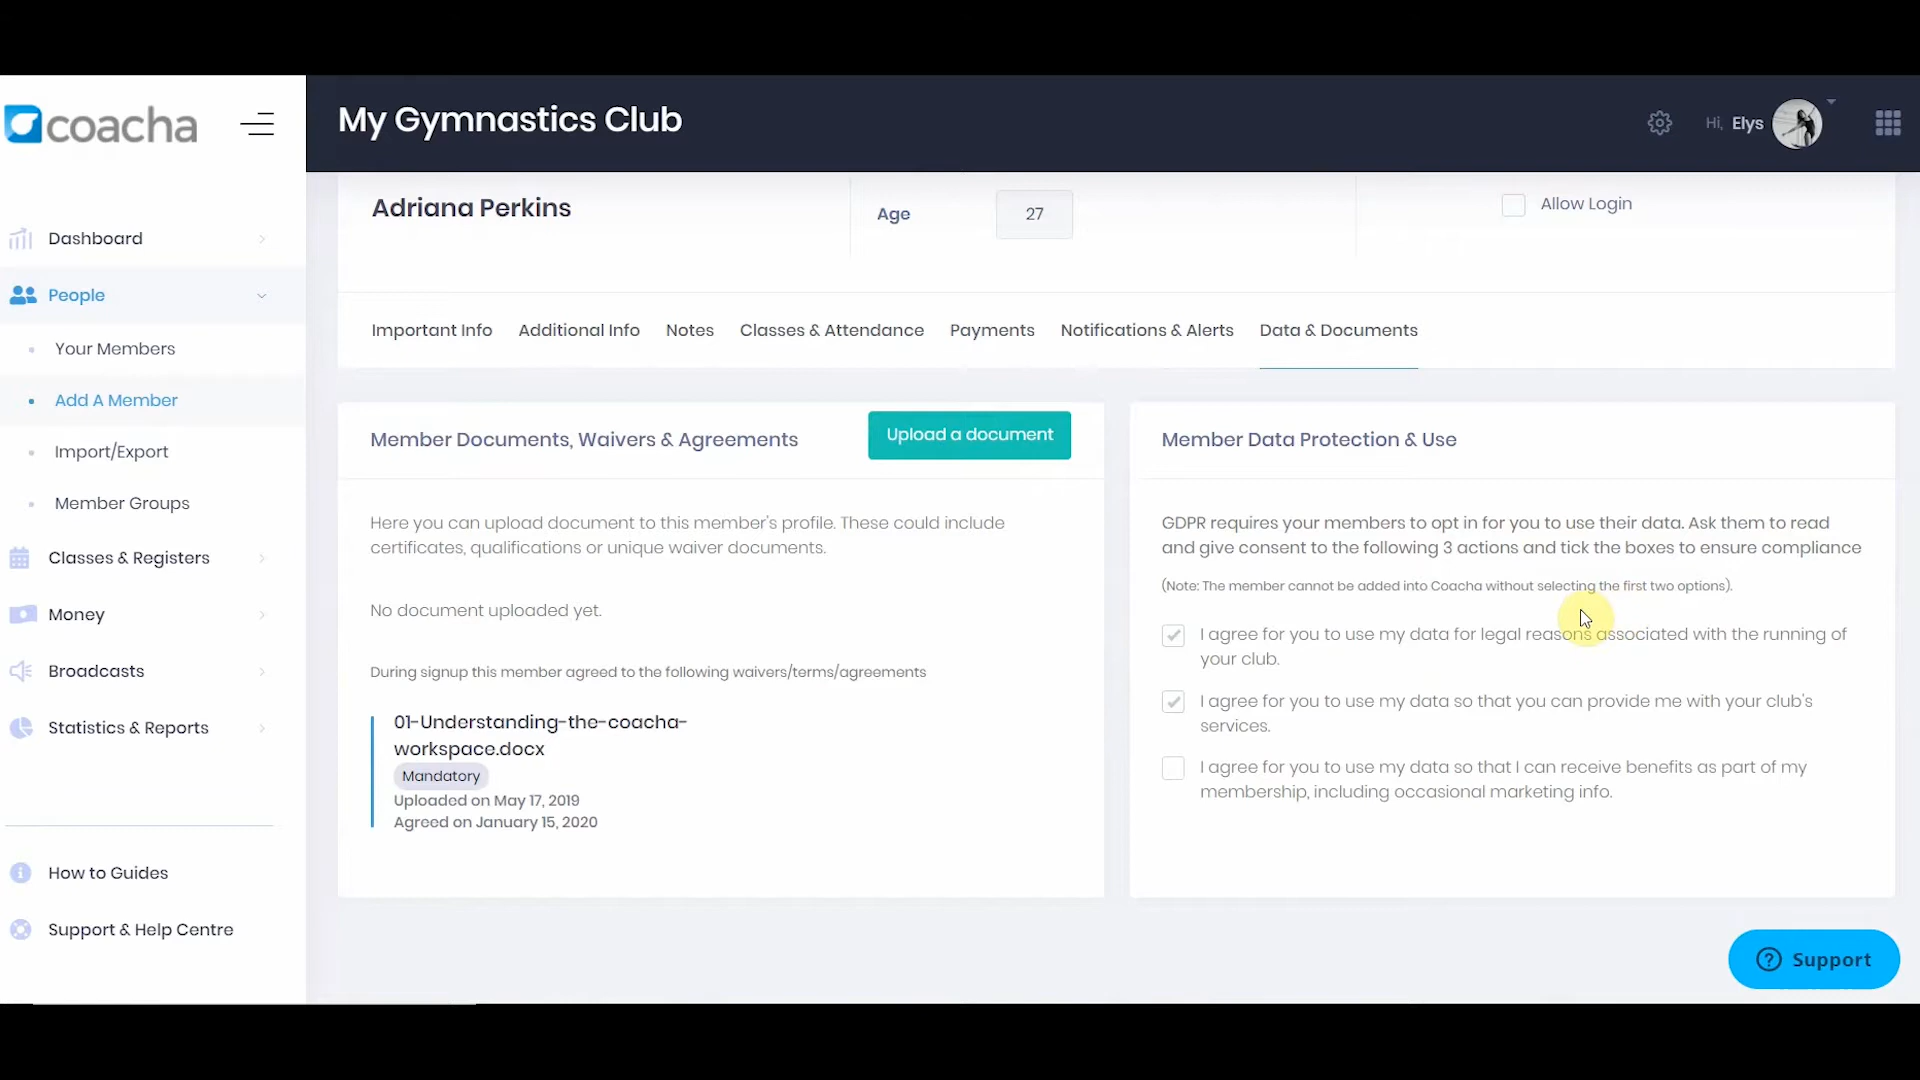 coacha
My Gymnastics Club
Hi, Elys
Adriana Perkins
Age
27
Allow Login
Dashboard
People
Your Members
Add A Member
Import/Export
Member Groups
Classes & Registers
Money
Broadcasts
Statistics & Reports
How to Guides
Support & Help Centre
Important Info
Additional Info
Notes
Classes & Attendance
Payments
Notifications & Alerts
Data & Documents
Member Documents, Waivers & Agreements
Upload a document
Here you can upload document to this member's profile. These could include
certificates, qualifications or unique waiver documents.
No document uploaded yet.
During signup this member agreed to the following waivers/terms/agreements
01-Understanding-the-coacha-
workspace.docx
Mandatory
Uploaded on May 17, 2019
Agreed on January 15, 2020
Member Data Protection & Use
GDPR requires your members to opt in for you to use their data. Ask them to read
and give consent to the following 3 actions and tick the boxes to ensure compliance
(Note: The member cannot be added into Coacha without selecting the first two options).
I agree for you to use my data for legal reasons associated with the running of
your club.
I agree for you to use my data so that you can provide me with your club's
services.
I agree for you to use my data so that I can receive benefits as part of my
membership, including occasional marketing info.
? Support